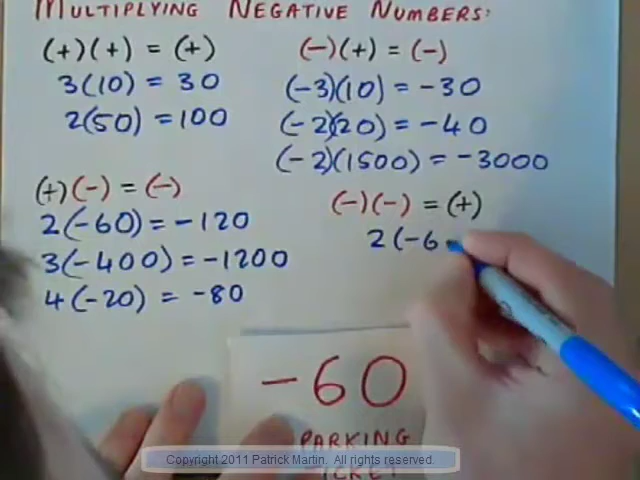 MULTIPLYING NEGATIVE NUMBERS:
(+)(+) = (+)
3(10) = 30
2(50) = 100
(−)(+) = (−)
(−3)(10) = −30
(−2)(20) = −40
(−2)(1500) = −3000
(+)(−) = (−)
2(−60) = −120
3(−400) = −1200
4(−20) = −80
(−)(−) = (+)
2(−6
−60
PARKING
TICKET
Copyright 2011 Patrick Martin. All rights reserved.